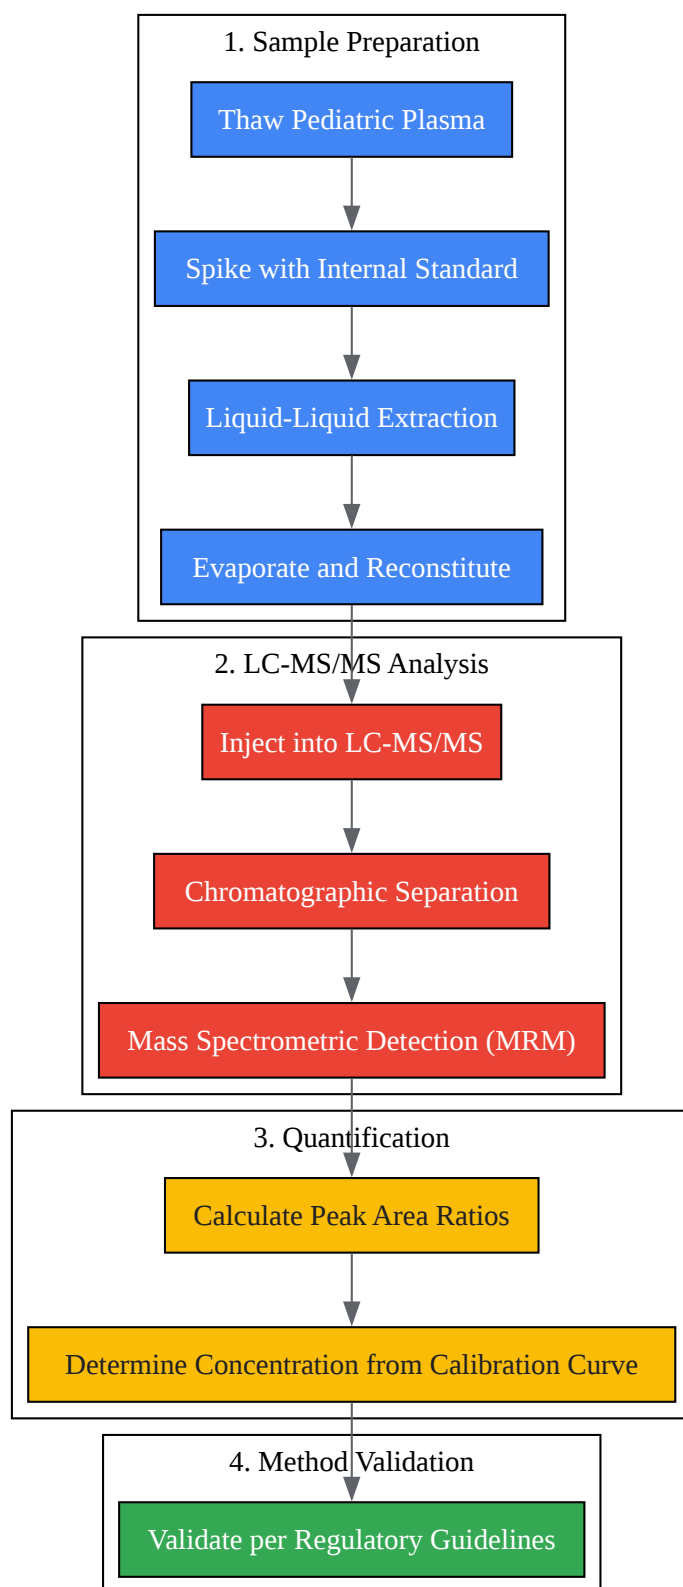 1. Sample Preparation
Thaw Pediatric Plasma
Spike with Internal Standard
Liquid-Liquid Extraction
Evaporate and Reconstitute
2. LC-MS/MS Analysis
Inject into LC-MS/MS
Chromatographic Separation
Mass Spectrometric Detection (MRM)
3. Quantification
Calculate Peak Area Ratios
Determine Concentration from Calibration Curve
4. Method Validation
Validate per Regulatory Guidelines